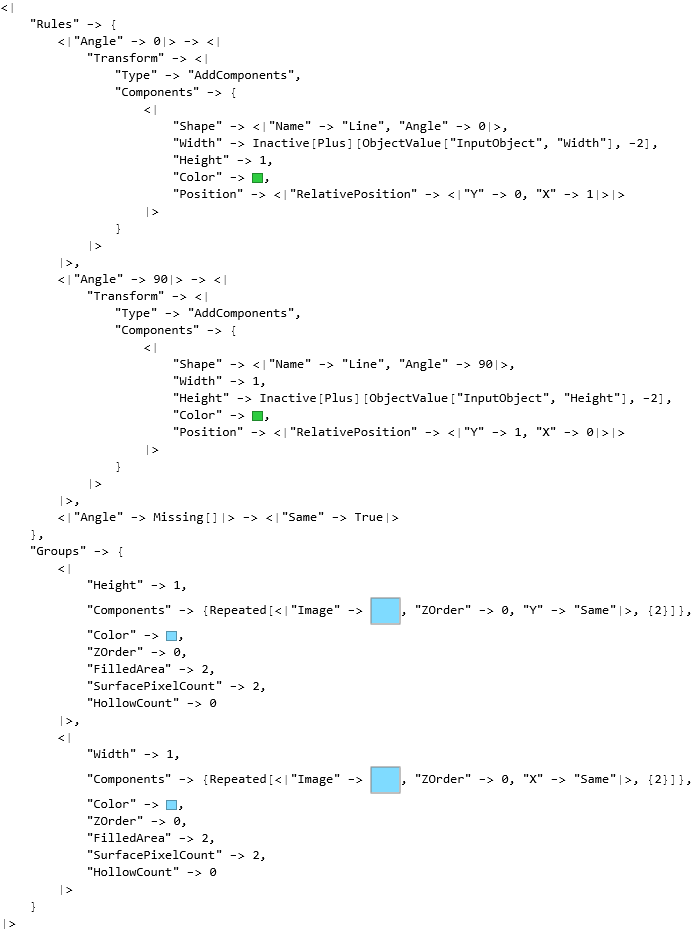 <|
"Rules" -> {
<|"Angle" -> 0|> -> <|
"Transform" -> <|
"Type" -> "AddComponents",
"Components" -> {
<|
"Shape" -> <|"Name" -> "Line", "Angle" -> 0|>,
"Width" -> Inactive[Plus][ObjectValue["InputObject", "Width"], -2],
"Height" -> 1,
"Color" -> ,
"Position" -> <|"RelativePosition" -> <|"Y" -> 0, "X" -> 1|>|>
|>
}
|>
|>,
<|"Angle" -> 90|> -> <|
"Transform" -> <|
"Type" -> "AddComponents",
"Components" -> {
<|
"Shape" -> <|"Name" -> "Line", "Angle" -> 90|>,
"Width" -> 1,
"Height" -> Inactive[Plus][ObjectValue["InputObject", "Height"], -2],
"Color" -> ,
"Position" -> <|"RelativePosition" -> <|"Y" -> 1, "X" -> 0|>|>
|>
}
|>
|>,
<|"Angle" -> Missing[]|> -> <|"Same" -> True|>
},
"Groups" -> {
<|
"Height" -> 1,
"Components" -> {Repeated[<|"Image" -> , "ZOrder" -> 0, "Y" -> "Same"|>, {2}]},
"Color" -> ,
"ZOrder" -> 0,
"FilledArea" -> 2,
"SurfacePixelCount" -> 2,
"HollowCount" -> 0
|>,
<|
"Width" -> 1,
"Components" -> {Repeated[<|"Image" -> , "ZOrder" -> 0, "X" -> "Same"|>, {2}]},
"Color" -> ,
"ZOrder" -> 0,
"FilledArea" -> 2,
"SurfacePixelCount" -> 2,
"HollowCount" -> 0
|>
}
|>